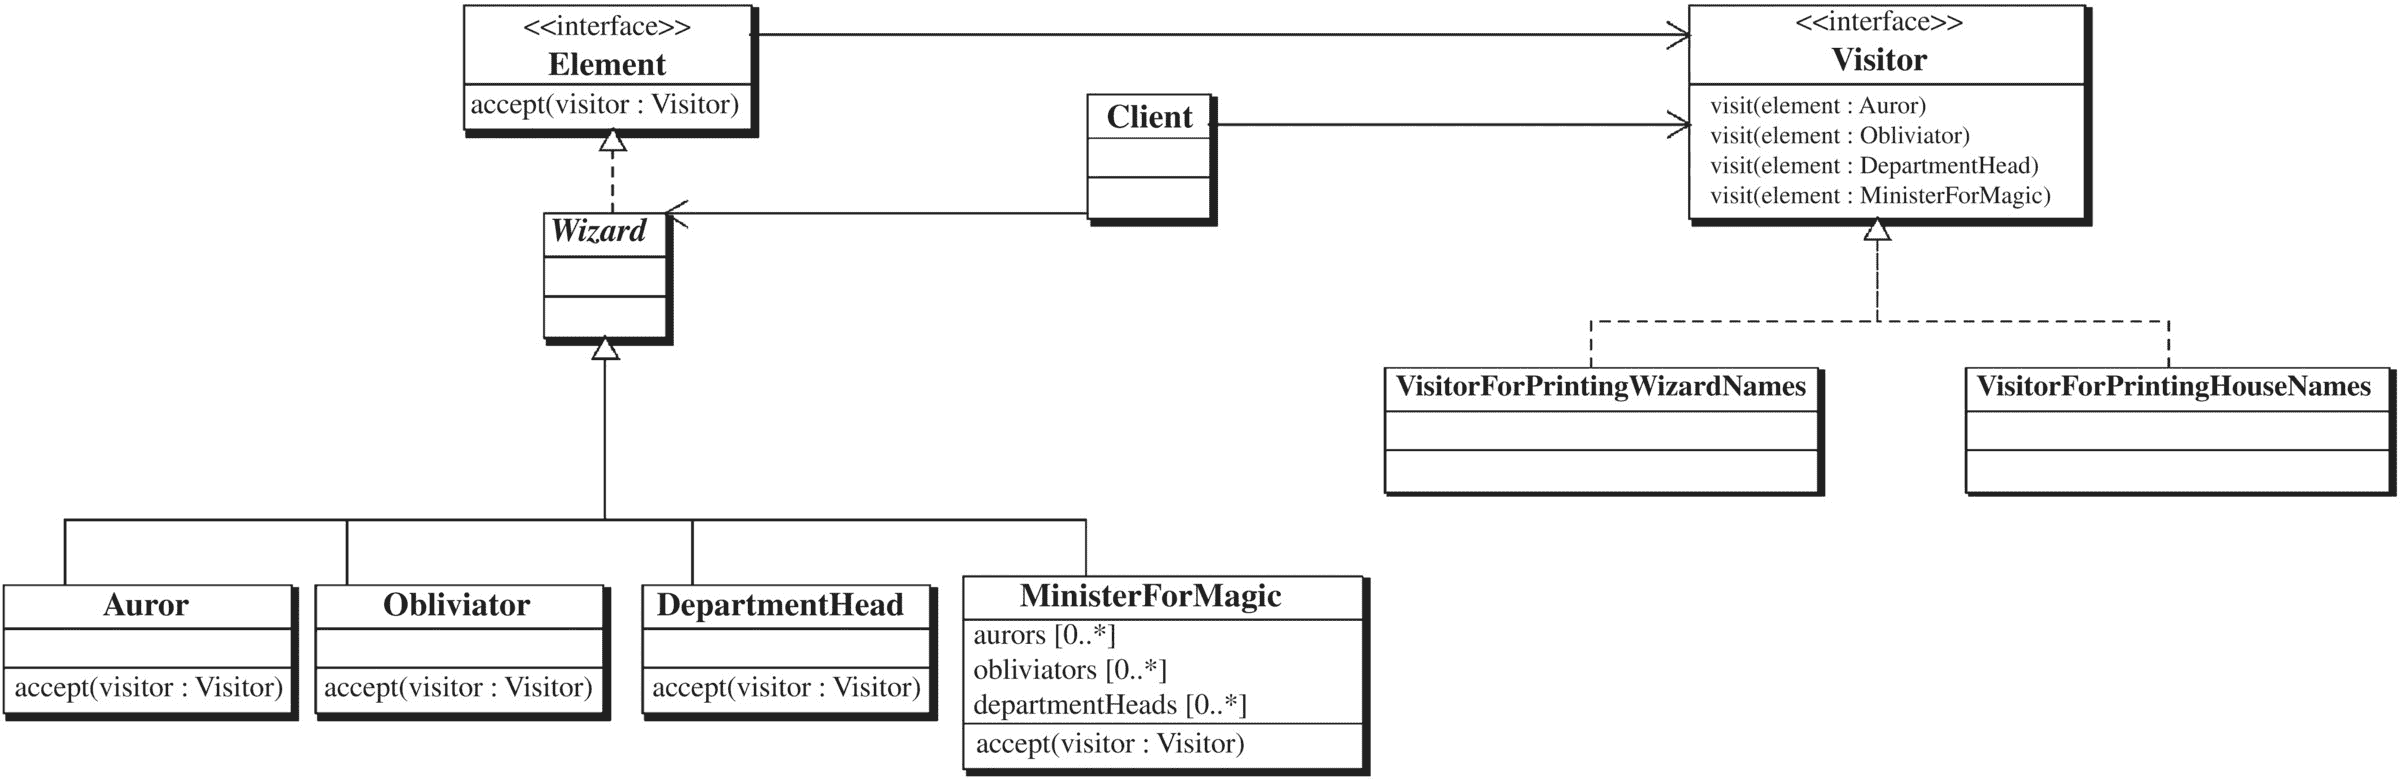 <<interface>>
Element
accept(visitor : Visitor)
<<interface>>
Visitor
visit(element : Auror)
visit(element : Obliviator)
visit(element : DepartmentHead)
visit(element : MinisterForMagic)
Client
Wizard
VisitorForPrintingWizardNames
VisitorForPrintingHouseNames
Auror
accept(visitor : Visitor)
Obliviator
accept(visitor : Visitor)
DepartmentHead
accept(visitor : Visitor)
MinisterForMagic
aurors [0..*]
obliviators [0..*]
departmentHeads [0..*]
accept(visitor : Visitor)